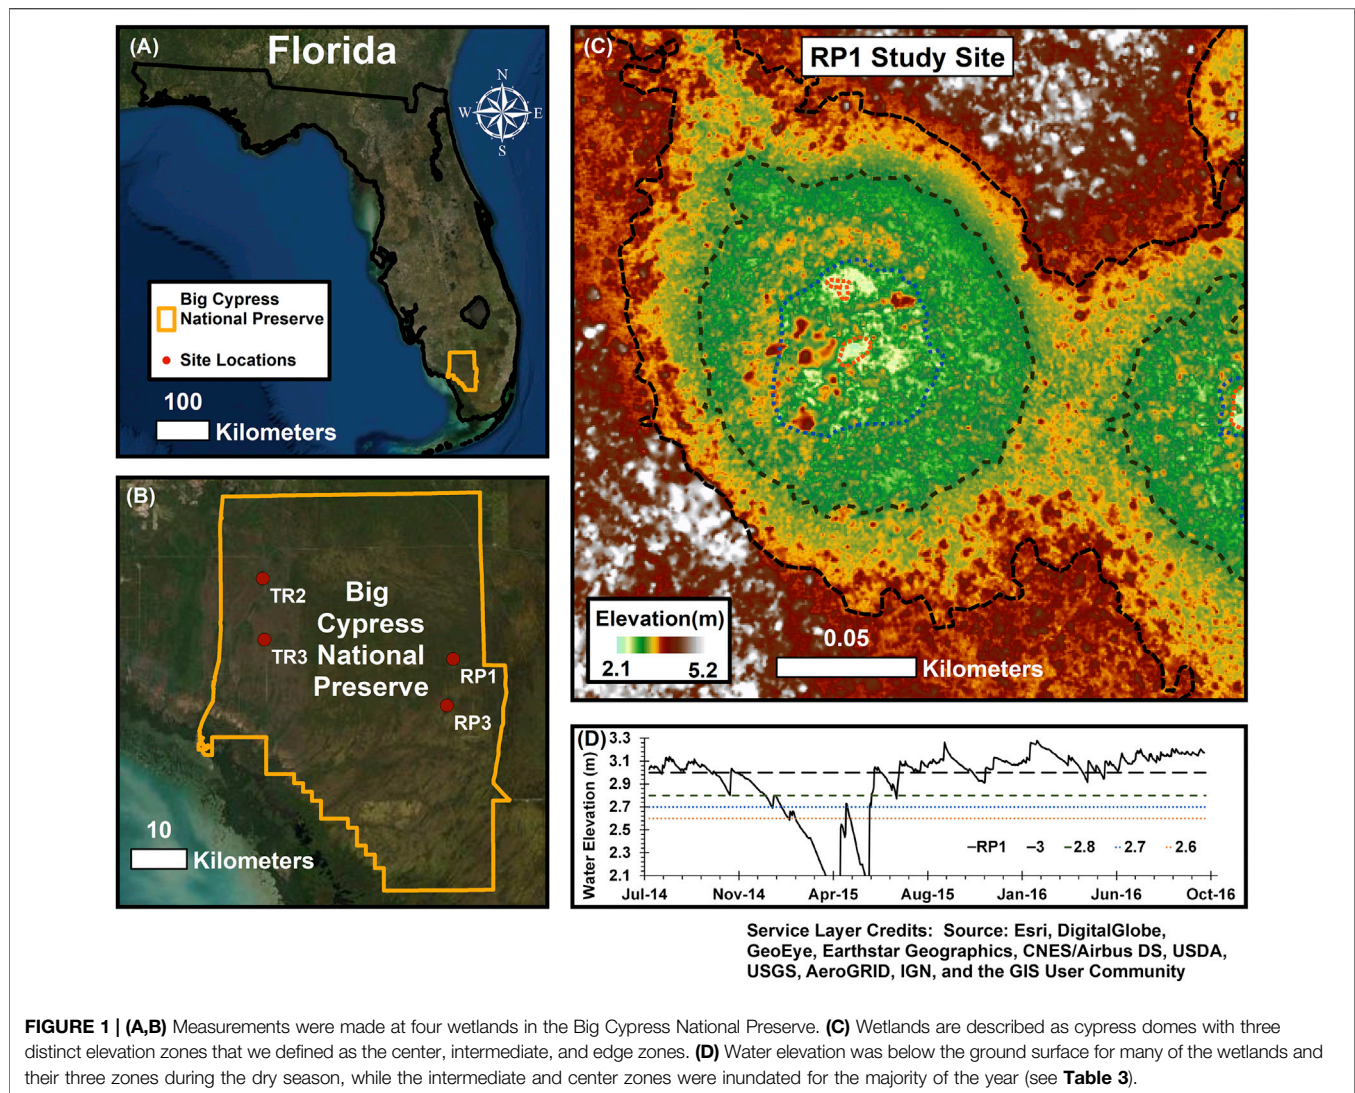 (A)
Florida
N
W E
S
Big Cypress
National Preserve
Site Locations
100
Kilometers
(B)
TR2
TR3
Big
Cypress
National
Preserve
RP1
RP3
10
Kilometers
(C)
RP1 Study Site
Elevation(m)
2.1 5.2
0.05
Kilometers
(D)
Water Elevation (m)
3.3
3.1
2.9
2.7
2.5
2.3
2.1
Jul-14 Nov-14 Apr-15 Aug-15 Jan-16 Jun-16 Oct-16
RP1 3 2.8 2.7 2.6
Service Layer Credits: Source: Esri, DigitalGlobe,
GeoEye, Earthstar Geographics, CNES/Airbus DS, USDA,
USGS, AeroGRID, IGN, and the GIS User Community
FIGURE 1 | (A,B) Measurements were made at four wetlands in the Big Cypress National Preserve. (C) Wetlands are described as cypress domes with three
distinct elevation zones that we defined as the center, intermediate, and edge zones. (D) Water elevation was below the ground surface for many of the wetlands and
their three zones during the dry season, while the intermediate and center zones were inundated for the majority of the year (see Table 3).